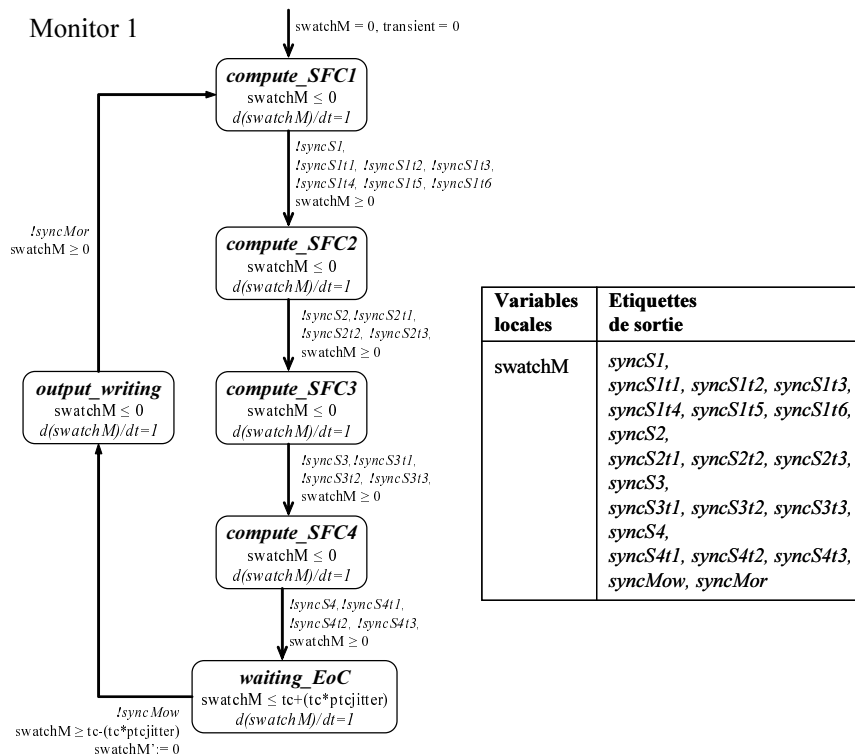 Monitor 1
swatchM = 0, transient = 0
compute_SFC1
swatchM ≤ 0
d(swatchM)/dt=1
!syncS1,
!syncS1t1, !syncS1t2, !syncS1t3,
!syncS1t4, !syncS1t5, !syncS1t6
swatchM ≥ 0
!syncMor
swatchM ≥ 0
compute_SFC2
swatchM ≤ 0
d(swatchM)/dt=1
!syncS2, !syncS2t1,
!syncS2t2, !syncS2t3,
swatchM ≥ 0
output_writing
swatchM ≤ 0
d(swatchM)/dt=1
compute_SFC3
swatchM ≤ 0
d(swatchM)/dt=1
!syncS3, !syncS3t1,
!syncS3t2, !syncS3t3,
swatchM ≥ 0
compute_SFC4
swatchM ≤ 0
d(swatchM)/dt=1
!syncS4, !syncS4t1,
!syncS4t2, !syncS4t3,
swatchM ≥ 0
waiting_EoC
swatchM ≤ tc+(tc*ptcjitter)
d(swatchM)/dt=1
!syncMow
swatchM ≥ tc-(tc*ptcjitter)
swatchM':= 0
Variables
locales
Etiquettes
de sortie
swatchM
syncS1,
syncS1t1, syncS1t2, syncS1t3,
syncS1t4, syncS1t5, syncS1t6,
syncS2,
syncS2t1, syncS2t2, syncS2t3,
syncS3,
syncS3t1, syncS3t2, syncS3t3,
syncS4,
syncS4t1, syncS4t2, syncS4t3,
syncMow, syncMor